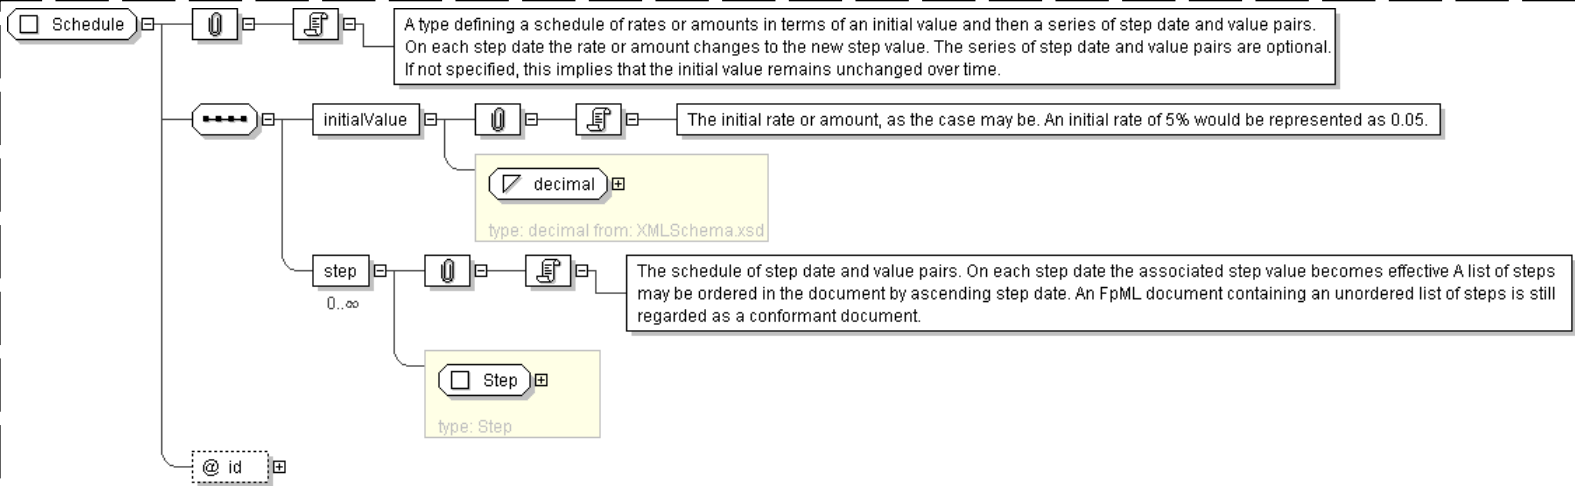 Schedule
A type defining a schedule of rates or amounts in terms of an initial value and then a series of step date and value pairs.
On each step date the rate or amount changes to the new step value. The series of step date and value pairs are optional.
If not specified, this implies that the initial value remains unchanged over time.
initialValue
The initial rate or amount, as the case may be. An initial rate of 5% would be represented as 0.05.
decimal
type: decimal from: XMLSchema.xsd
step
0..∞
The schedule of step date and value pairs. On each step date the associated step value becomes effective A list of steps
may be ordered in the document by ascending step date. An FpML document containing an unordered list of steps is still
regarded as a conformant document.
Step
type: Step
@ id